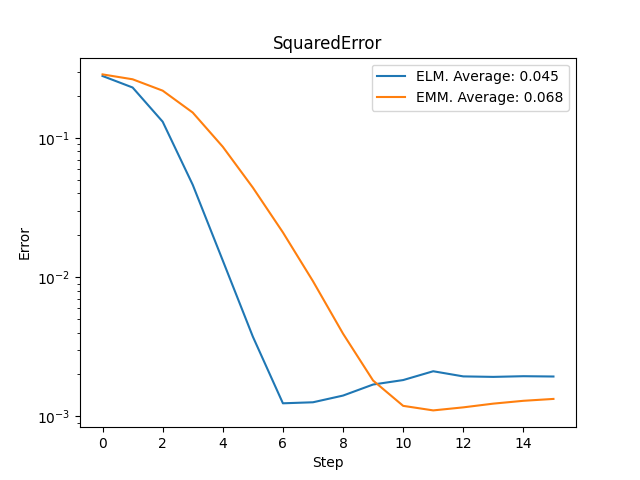 SquaredError
ELM. Average: 0.045
EMM. Average: 0.068
Error
10⁻¹
10⁻²
10⁻³
0 2 4 6 8 10 12 14
Step